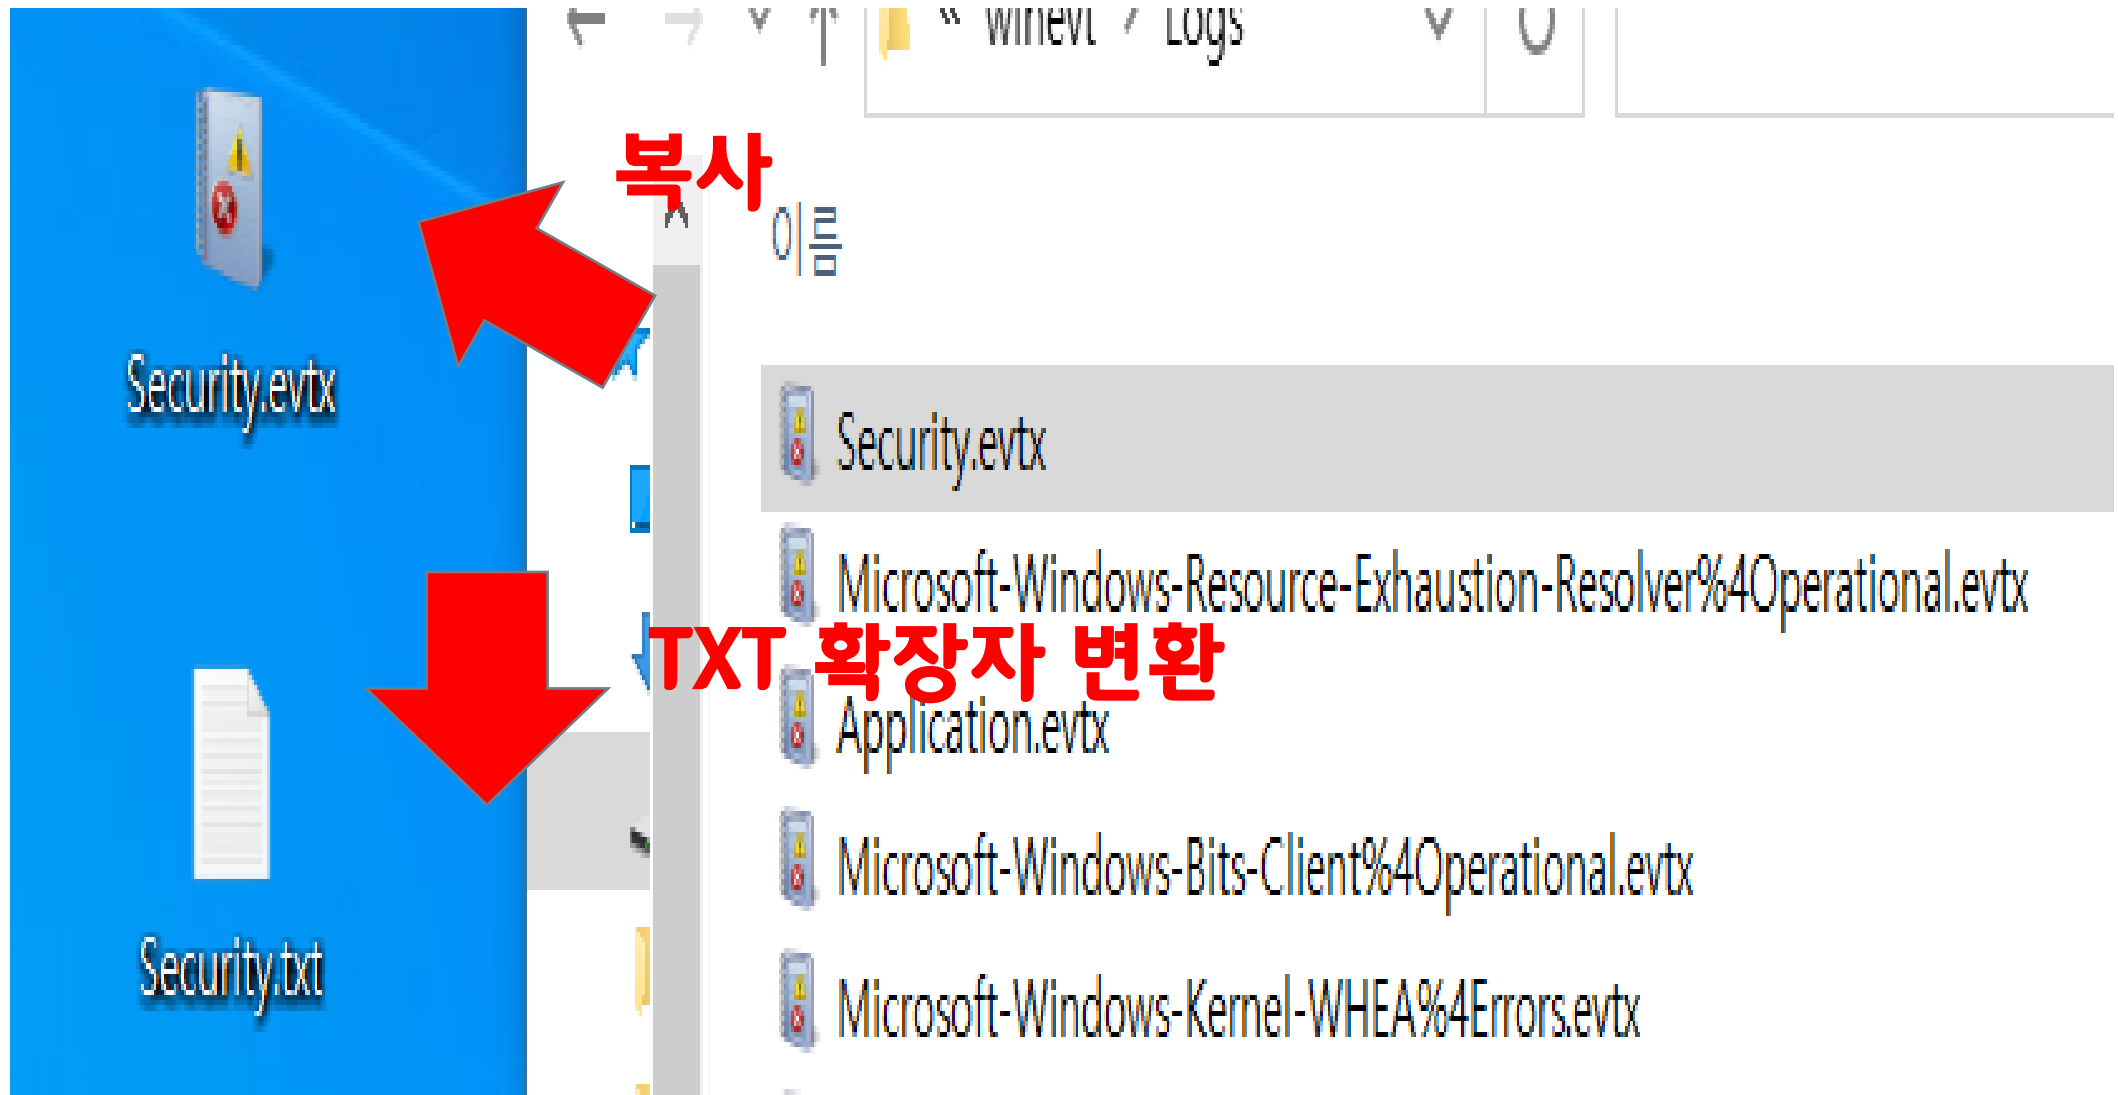 « winevt / Logs
복사
이름
Security.evtx
Security.evtx
Microsoft-Windows-Resource-Exhaustion-Resolver%4Operational.evtx
TXT 확장자 변환
Application.evtx
Microsoft-Windows-Bits-Client%4Operational.evtx
Security.txt
Microsoft-Windows-Kernel-WHEA%4Errors.evtx